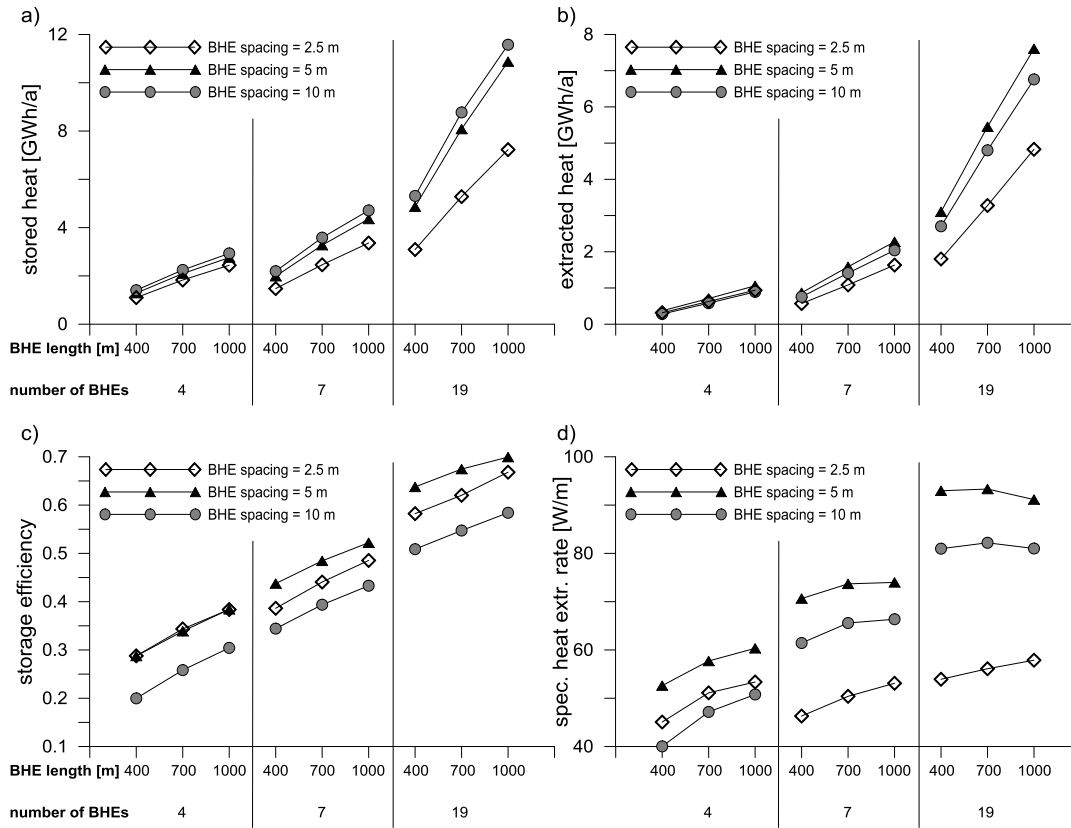 a)
12
8
4
0
stored heat [GWh/a]
BHE spacing = 2.5 m
BHE spacing = 5 m
BHE spacing = 10 m
BHE length [m] 400 700 1000 400 700 1000 400 700 1000
number of BHEs 4 7 19
b)
8
6
4
2
0
extracted heat [GWh/a]
BHE spacing = 2.5 m
BHE spacing = 5 m
BHE spacing = 10 m
400 700 1000 400 700 1000 400 700 1000
4 7 19
c)
0.7
0.6
0.5
0.4
0.3
0.2
0.1
storage efficiency
BHE spacing = 2.5 m
BHE spacing = 5 m
BHE spacing = 10 m
BHE length [m] 400 700 1000 400 700 1000 400 700 1000
number of BHEs 4 7 19
d)
100
80
60
40
spec. heat extr. rate [W/m]
BHE spacing = 2.5 m
BHE spacing = 5 m
BHE spacing = 10 m
400 700 1000 400 700 1000 400 700 1000
4 7 19